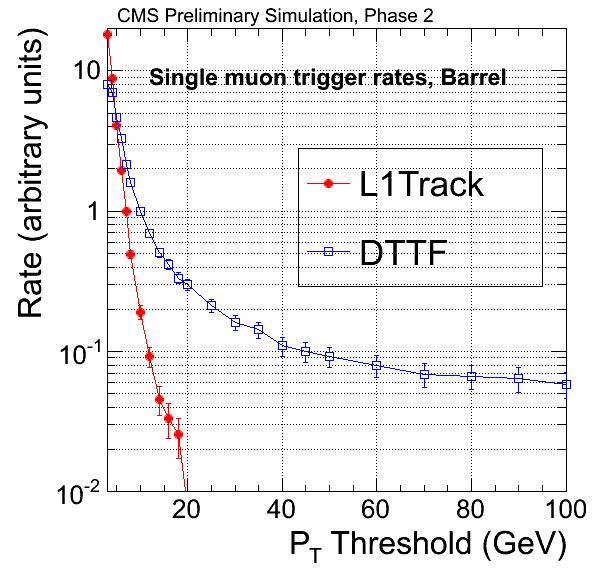 CMS Preliminary Simulation, Phase 2
Single muon trigger rates, Barrel
L1Track
DTTF
Rate (arbitrary units)
10
1
10^-1
10^-2
20 40 60 80 100
P_T Threshold (GeV)